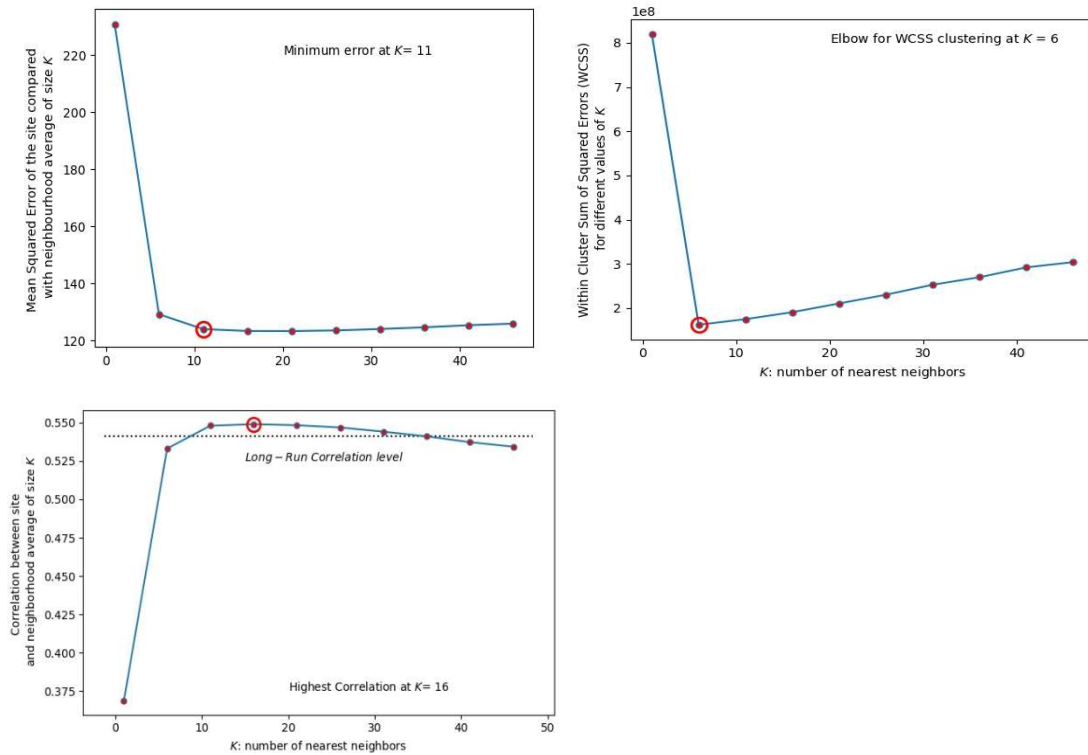 Mean Squared Error of the site compared
with neighbourhood average of size K
220
200
180
160
140
120
Minimum error at K= 11
0
10
20
30
40
1e8
Within Cluster Sum of Squared Errors (WCSS)
for different values of K
8
7
6
5
4
3
2
Elbow for WCSS clustering at K = 6
0
10
20
30
40
K: number of nearest neighbors
Correlation between site
and neighborhood average of size K
0.550
0.525
0.500
0.475
0.450
0.425
0.400
0.375
Long−Run Correlation level
Highest Correlation at K= 16
0
10
20
30
40
50
K: number of nearest neighbors